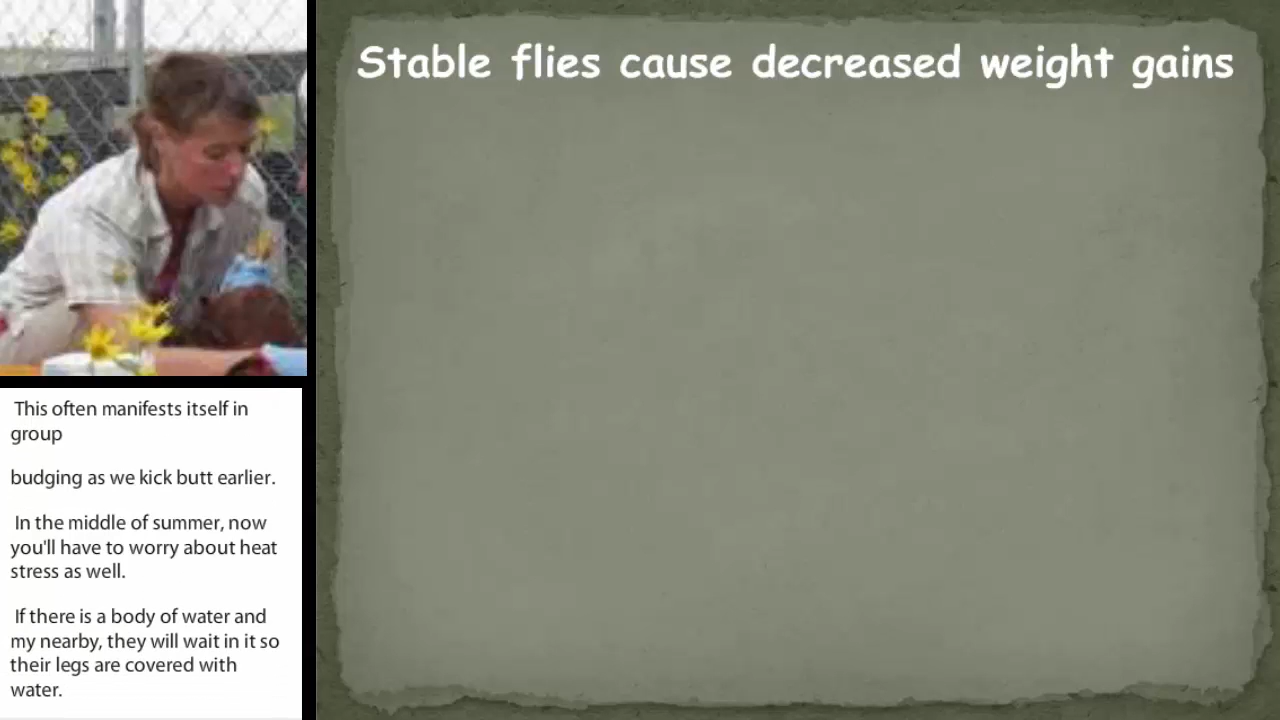 Stable flies cause decreased weight gains
This often manifests itself in
group
budging as we kick butt earlier.
In the middle of summer, now
you'll have to worry about heat
stress as well.
If there is a body of water and
my nearby, they will wait in it so
their legs are covered with
water.